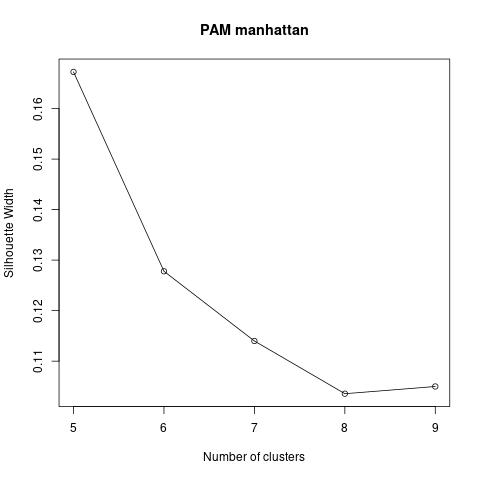 PAM manhattan
Silhouette Width
0.16
0.15
0.14
0.13
0.12
0.11
5 6 7 8 9
Number of clusters